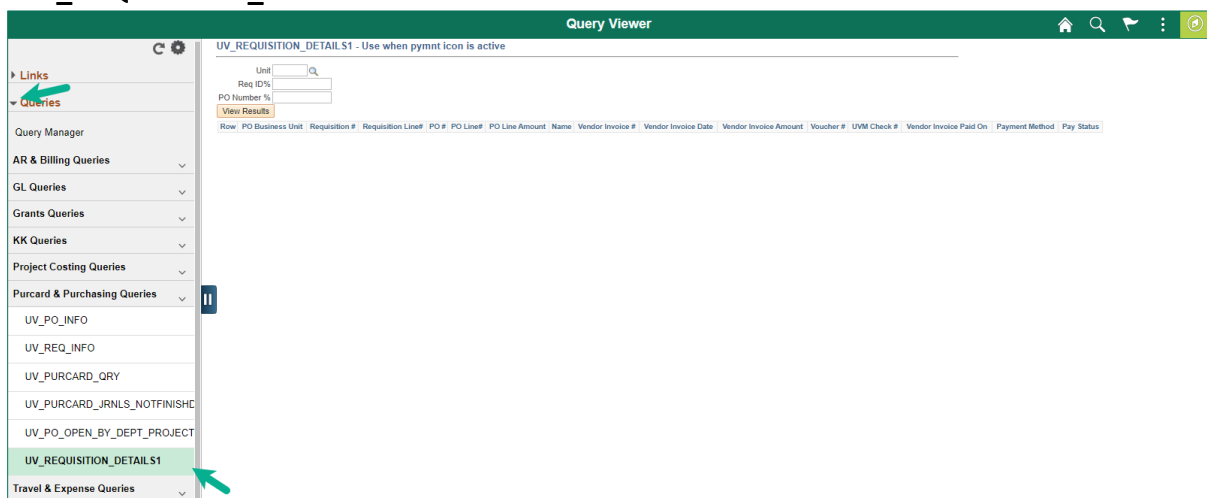 Query Viewer
Links
Queries
Query Manager
AR & Billing Queries
GL Queries
Grants Queries
KK Queries
Project Costing Queries
Purcard & Purchasing Queries
UV_PO_INFO
UV_REQ_INFO
UV_PURCARD_QRY
UV_PURCARD_JRNLS_NOTFINISHD
UV_PO_OPEN_BY_DEPT_PROJECT
UV_REQUISITION_DETAILS1
Travel & Expense Queries
UV_REQUISITION_DETAILS1 - Use when pymnt icon is active
Unit
Req ID%
PO Number %
View Results
Row PO Business Unit Requisition # Requisition Line# PO # PO Line# PO Line Amount Name Vendor Invoice # Vendor Invoice Date Vendor Invoice Amount Voucher # UVM Check # Vendor Invoice Paid On Payment Method Pay Status